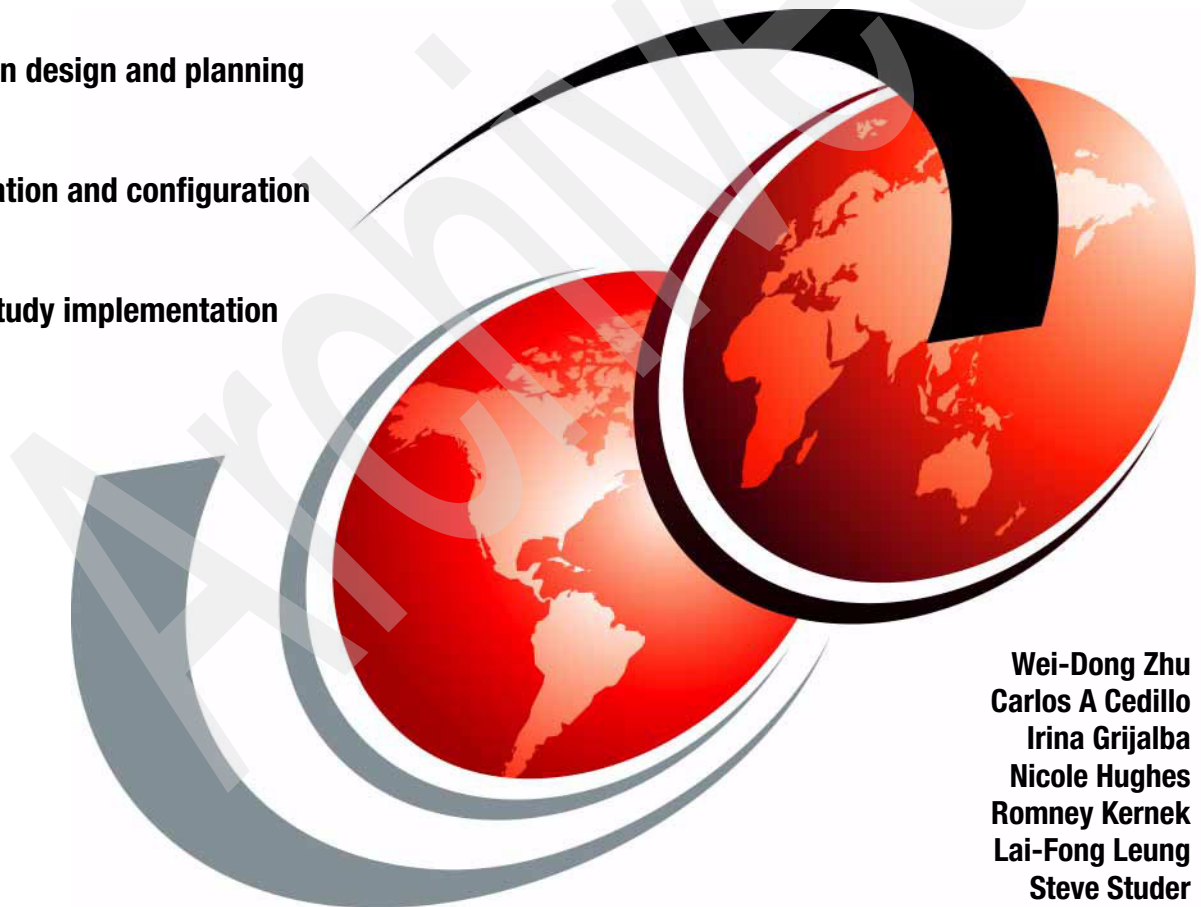 n design and planning
ation and configuration
tudy implementation
Wei-Dong Zhu
Carlos A Cedillo
Irina Grijalba
Nicole Hughes
Romney Kernek
Lai-Fong Leung
Steve Studer
Archive